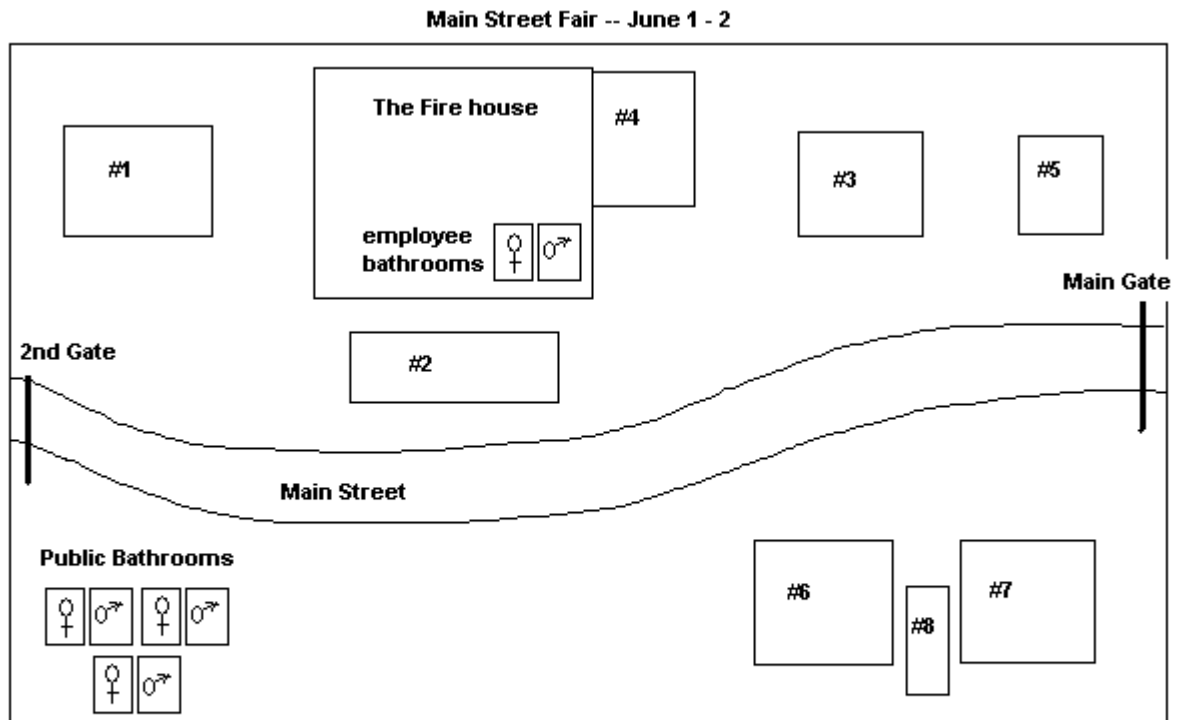 Main Street Fair -- June 1 - 2
The Fire house
#4
#1
#3
#5
employee
bathrooms
Main Gate
2nd Gate
#2
Main Street
Public Bathrooms
#6
#7
#8